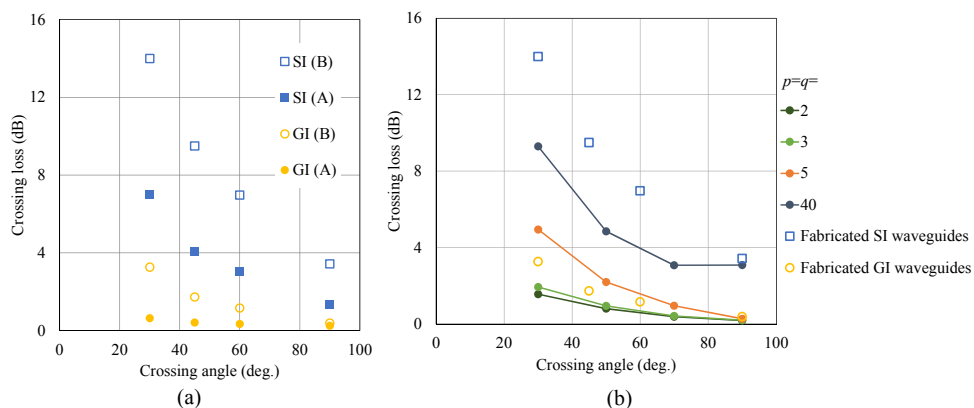 16
12
8
4
0
Crossing loss (dB)
0 20 40 60 80 100
Crossing angle (deg.)
SI (B)
SI (A)
GI (B)
GI (A)
(a)
16
12
8
4
0
Crossing loss (dB)
0 20 40 60 80 100
Crossing angle (deg.)
p=q=
2
3
5
40
Fabricated SI waveguides
Fabricated GI waveguides
(b)